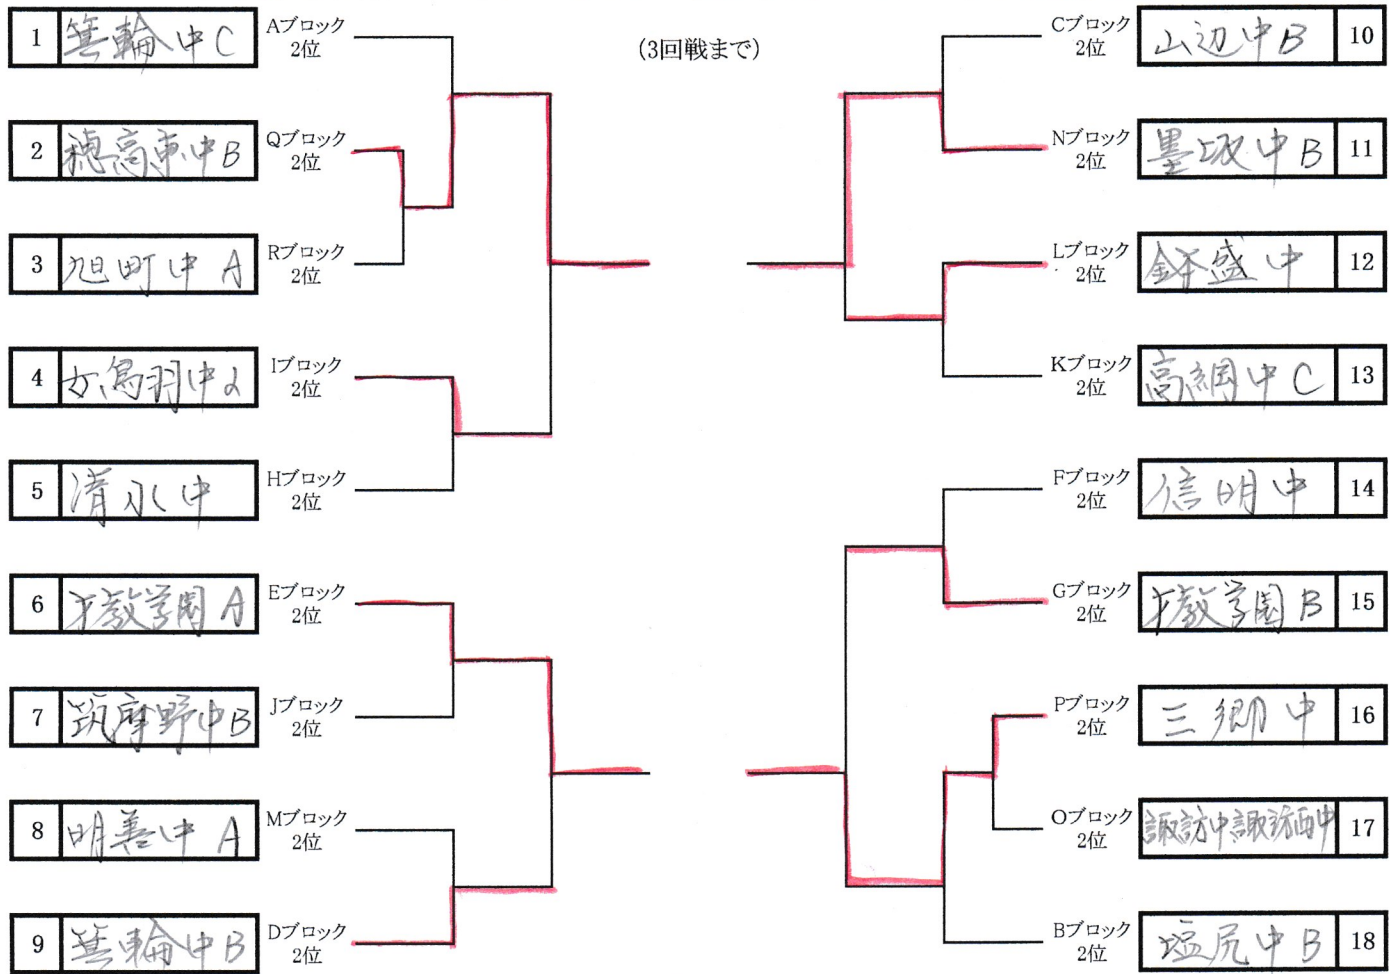 (3回戦まで)
1 箕輪中C Aブロック 2位
2 穂高東中B Qブロック 2位
3 旭町中 A Rブロック 2位
4 女鳥羽中 Iブロック 2位
5 清水中 Hブロック 2位
6 才教学園 A Eブロック 2位
7 筑摩野中B Jブロック 2位
8 明善中 A Mブロック 2位
9 箕輪中B Dブロック 2位
Cブロック 2位 山辺中B 10
Nブロック 2位 墨坂中B 11
Lブロック 2位 鉢盛中 12
Kブロック 2位 高綱中C 13
Fブロック 2位 信明中 14
Gブロック 2位 才教学園B 15
Pブロック 2位 三郷中 16
Oブロック 2位 諏訪中諏訪西中 17
Bブロック 2位 塩尻中B 18